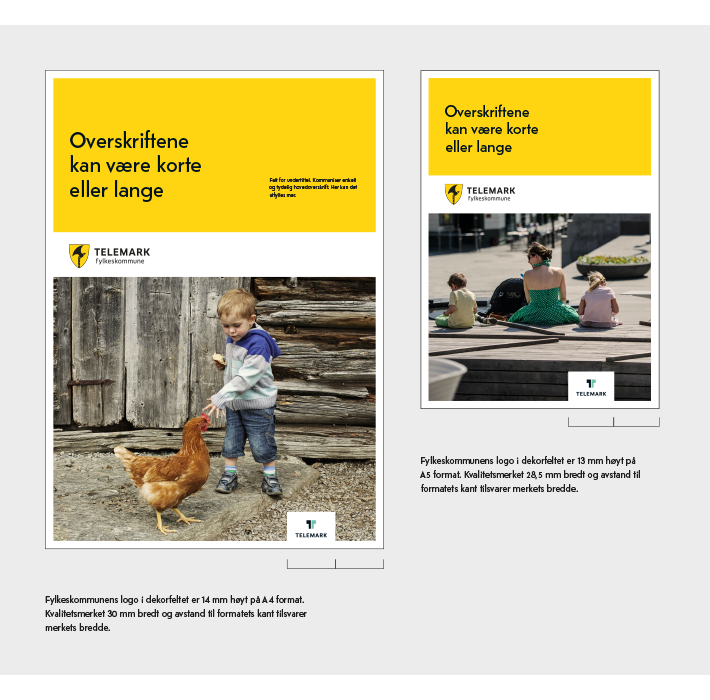 Overskriftene
kan være korte
eller lange
Felt for undertittel. Kommuniser enkelt
og tydelig hovedoverskrift. Her kan det
utfylles mer.
TELEMARK
fylkeskommune
TELEMARK
Fylkeskommunens logo i dekorfeltet er 14 mm høyt på A4 format.
Kvalitetsmerket 30 mm bredt og avstand til formatets kant tilsvarer
merkets bredde.
Overskriftene
kan være korte
eller lange
TELEMARK
fylkeskommune
TELEMARK
Fylkeskommunens logo i dekorfeltet er 13 mm høyt på
A5 format. Kvalitetsmerket 28,5 mm bredt og avstand til
formatets kant tilsvarer merkets bredde.